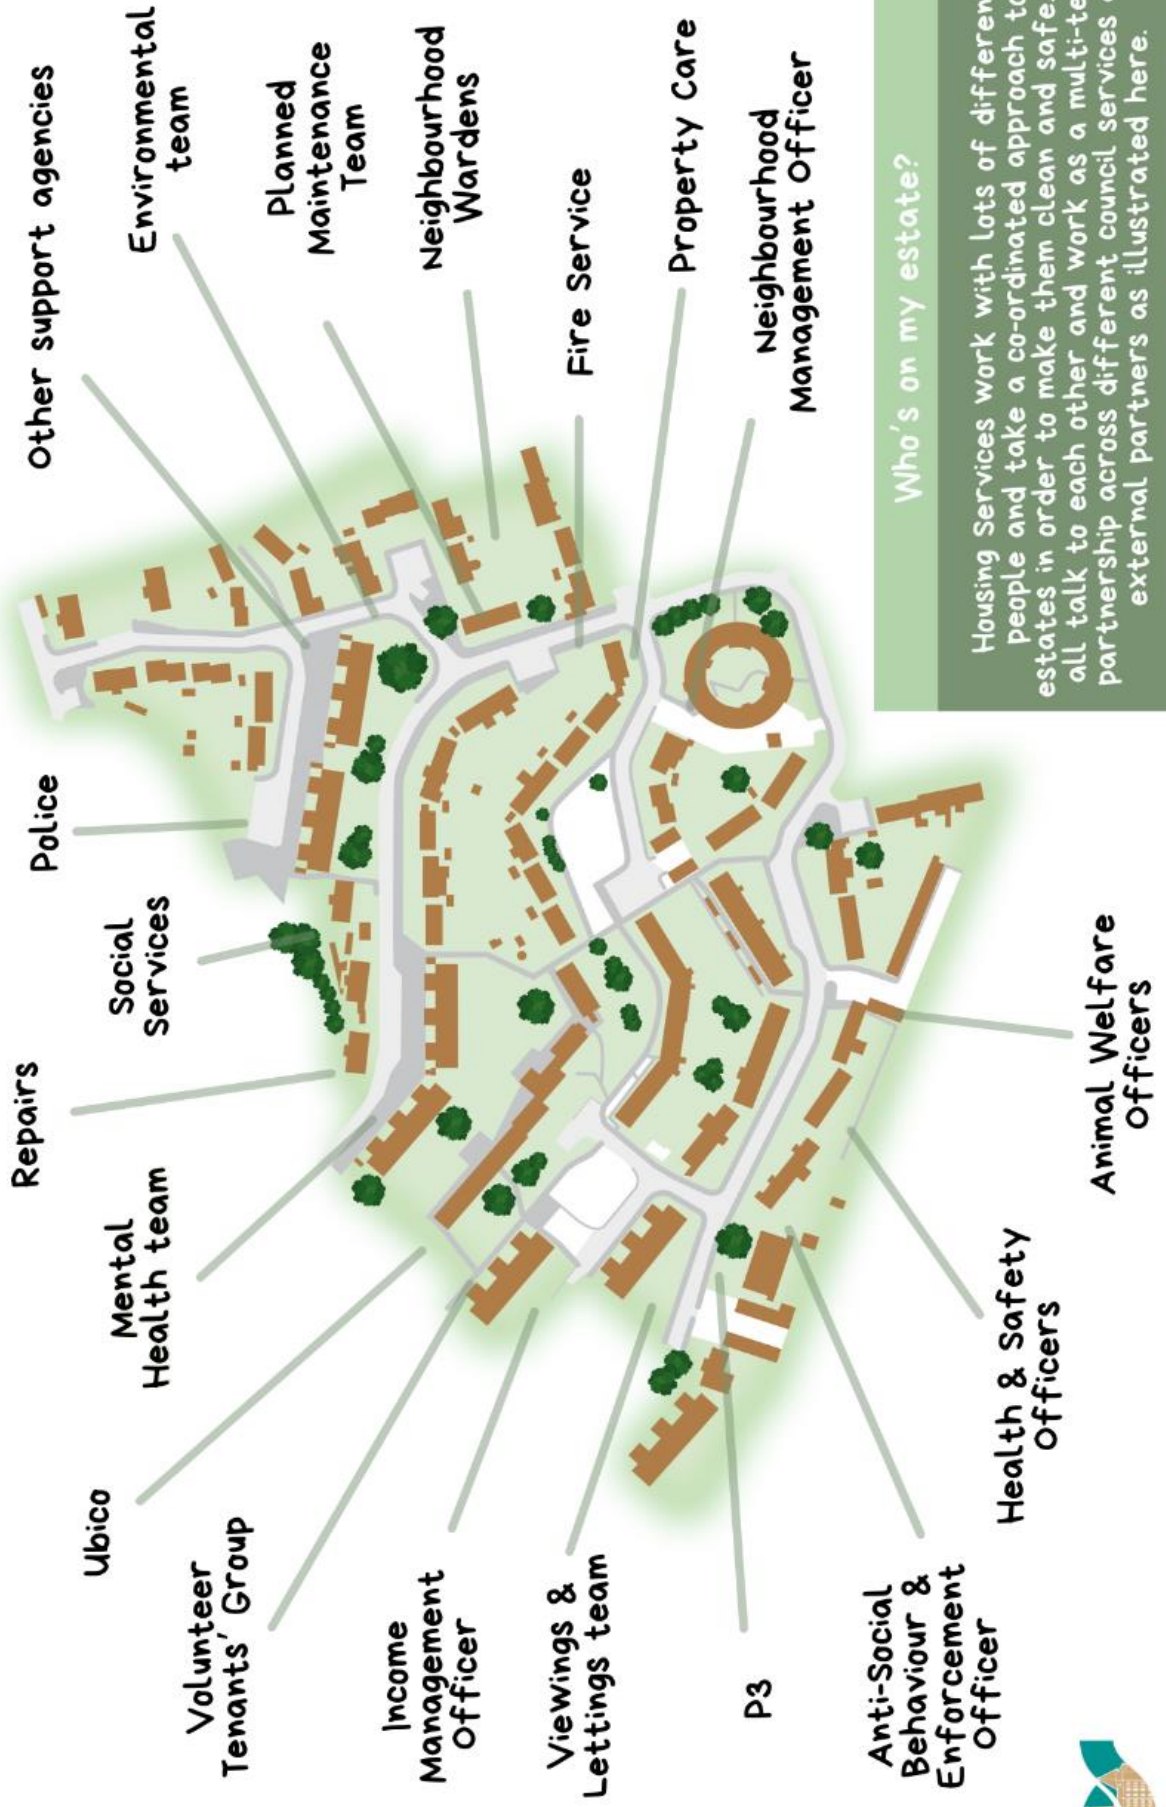 Ubico
Volunteer
Tenants' Group
Income
Management
Officer
Viewings &
Lettings team
P3
Anti-Social
Behaviour &
Enforcement
Officer
Mental
Health team
Repairs
Social
Services
Police
Other support agencies
Environmental
team
Planned
Maintenance
Team
Neighbourhood
Wardens
Fire Service
Property Care
Neighbourhood
Management Officer
Health & Safety
Officers
Animal Welfare
Officers
Who's on my estate?
Housing Services work with lots of
people and take a co-ordinated approach to
estates in order to make them clean and safe.
all talk to each other and work as a
partnership across different council services
external partners as illustrated here.